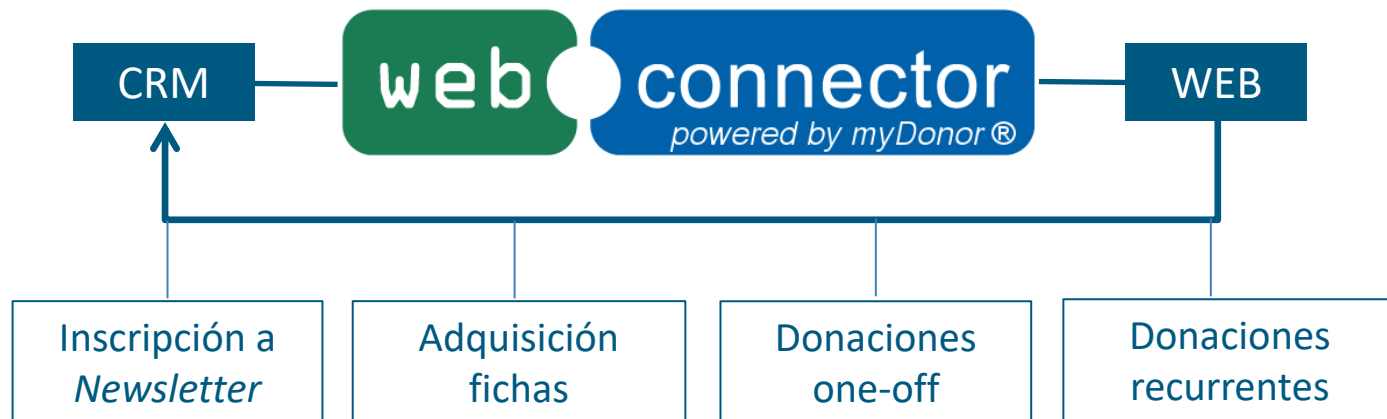 CRM
web connector
powered by myDonor ®
WEB
Inscripción a
Newsletter
Adquisición
fichas
Donaciones
one-off
Donaciones
recurrentes